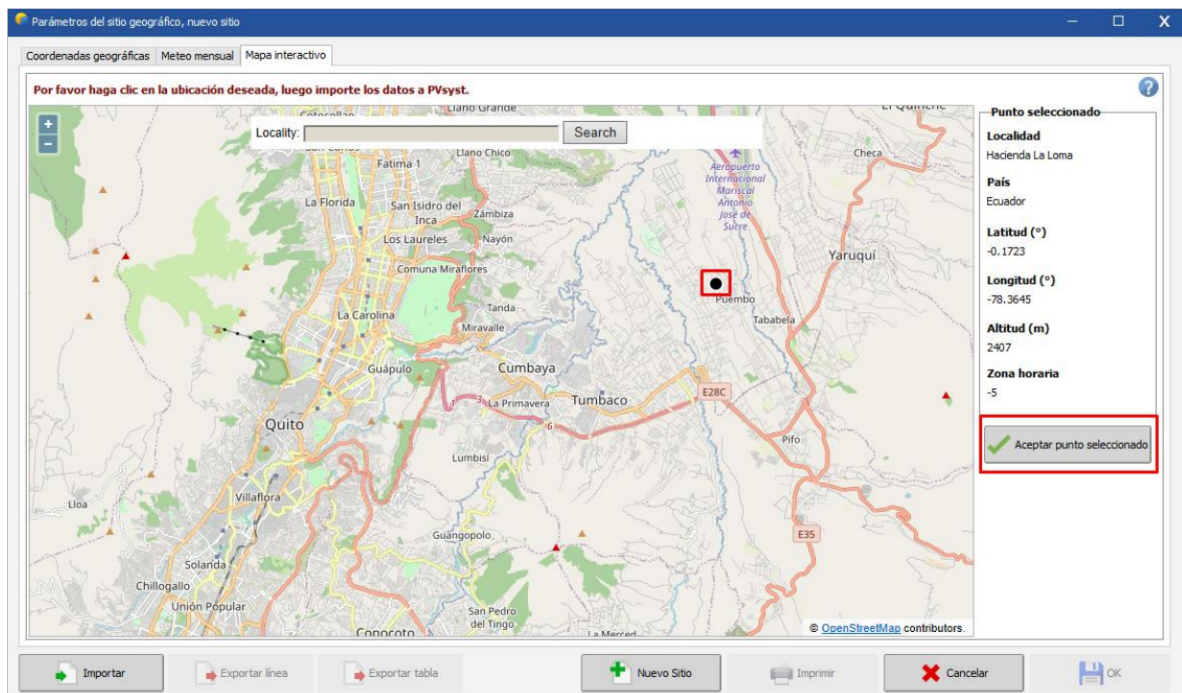 Parámetros del sitio geográfico, nuevo sitio
Coordenadas geográficas Meteo mensual Mapa interactivo
Por favor haga clic en la ubicación deseada, luego importe los datos a PVsyst.
Locality: Search
Llano Grande
Fatima 1
Llano Chico
La Florida
San Isidro del
Inca
Zámbiza
Los Laureles
Nayón
Comuna Miraflores
La Carolina
Tanda
Miravalle
Guápulo
Cumbaya
La Primavera
Tumbaco
Quito
Lumbisi
Villaflora
Lloa
Guangopolo
Solanda
Chillogallo
Unión Popular
San Pedro
del Tingo
Conocoto
La Merced
Aeropuerto
Internacional
Mariscal
Antonio
José de
Sucre
Checa
Yaruquí
Puembo
Tababela
E28C
Pifo
E35
© OpenStreetMap contributors.
Punto seleccionado
Localidad
Hacienda La Loma
País
Ecuador
Latitud (°)
-0.1723
Longitud (°)
-78.3645
Altitud (m)
2407
Zona horaria
-5
Aceptar punto seleccionado
Importar Exportar línea Exportar tabla Nuevo Sitio Imprimir Cancelar OK